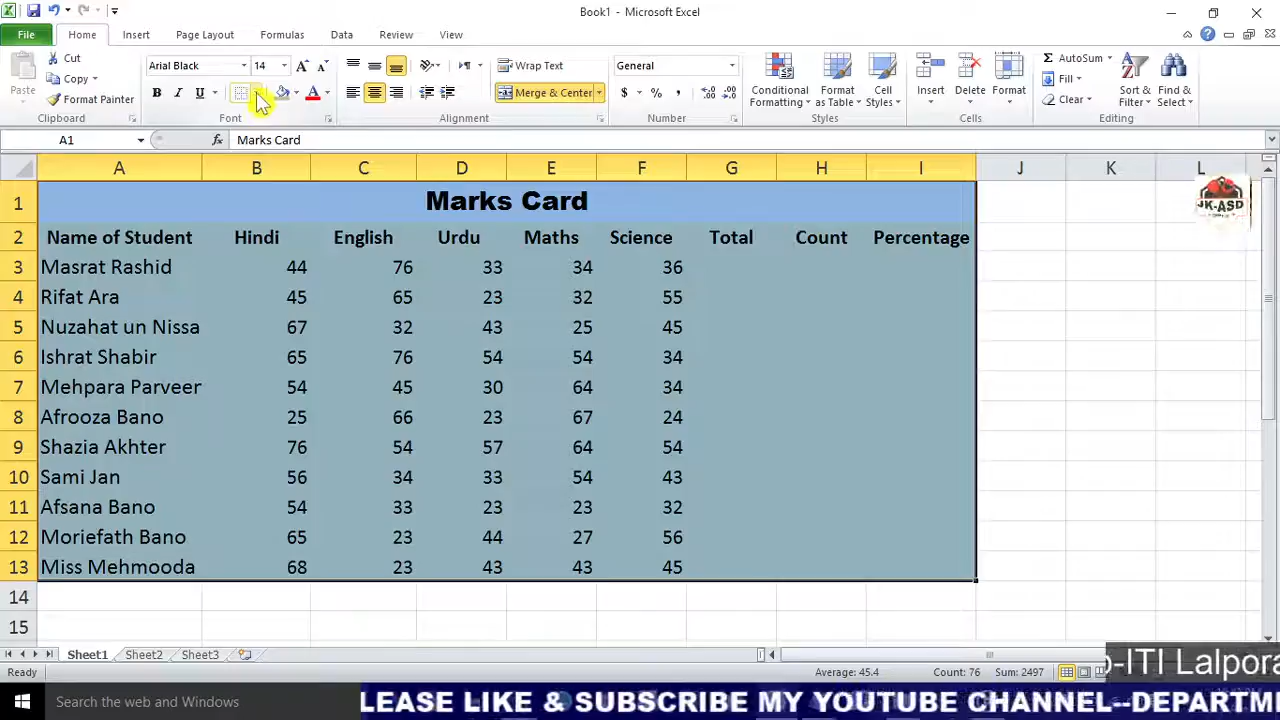 Book1 - Microsoft Excel
File Home Insert Page Layout Formulas Data Review View
Cut
Copy
Format Painter
Paste
Clipboard
Arial Black 14
B I U
Font
Wrap Text
Merge & Center
Alignment
General
$ % ,
Number
Conditional Formatting
Format as Table
Cell Styles
Styles
Insert Delete Format
Cells
AutoSum
Fill
Clear
Sort & Filter
Find & Select
Editing
A1 fx Marks Card
A B C D E F G H I J K L
1 Marks Card
2 Name of Student Hindi English Urdu Maths Science Total Count Percentage
3 Masrat Rashid 44 76 33 34 36
4 Rifat Ara 45 65 23 32 55
5 Nuzahat un Nissa 67 32 43 25 45
6 Ishrat Shabir 65 76 54 54 34
7 Mehpara Parveer 54 45 30 64 34
8 Afrooza Bano 25 66 23 67 24
9 Shazia Akhter 76 54 57 64 54
10 Sami Jan 56 34 33 54 43
11 Afsana Bano 54 33 23 23 32
12 Moriefath Bano 65 23 44 27 56
13 Miss Mehmooda 68 23 43 43 45
14
15
JK-ASD
Sheet1 Sheet2 Sheet3
-ITI Lalpora
Ready Average: 45.4 Count: 76 Sum: 2497
Search the web and Windows
LEASE LIKE & SUBSCRIBE MY YOUTUBE CHANNEL--DEPARTM